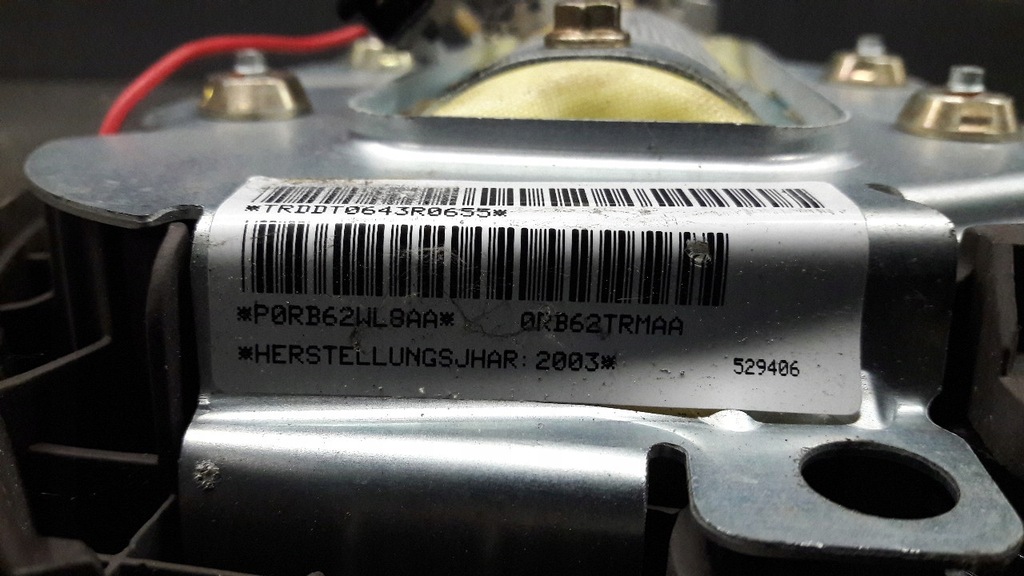 *TRDDT0643R0655*
*P0RB62WL8AA* 0RB62TRMAA
*HERSTELLUNGSJHAR: 2003* 529406